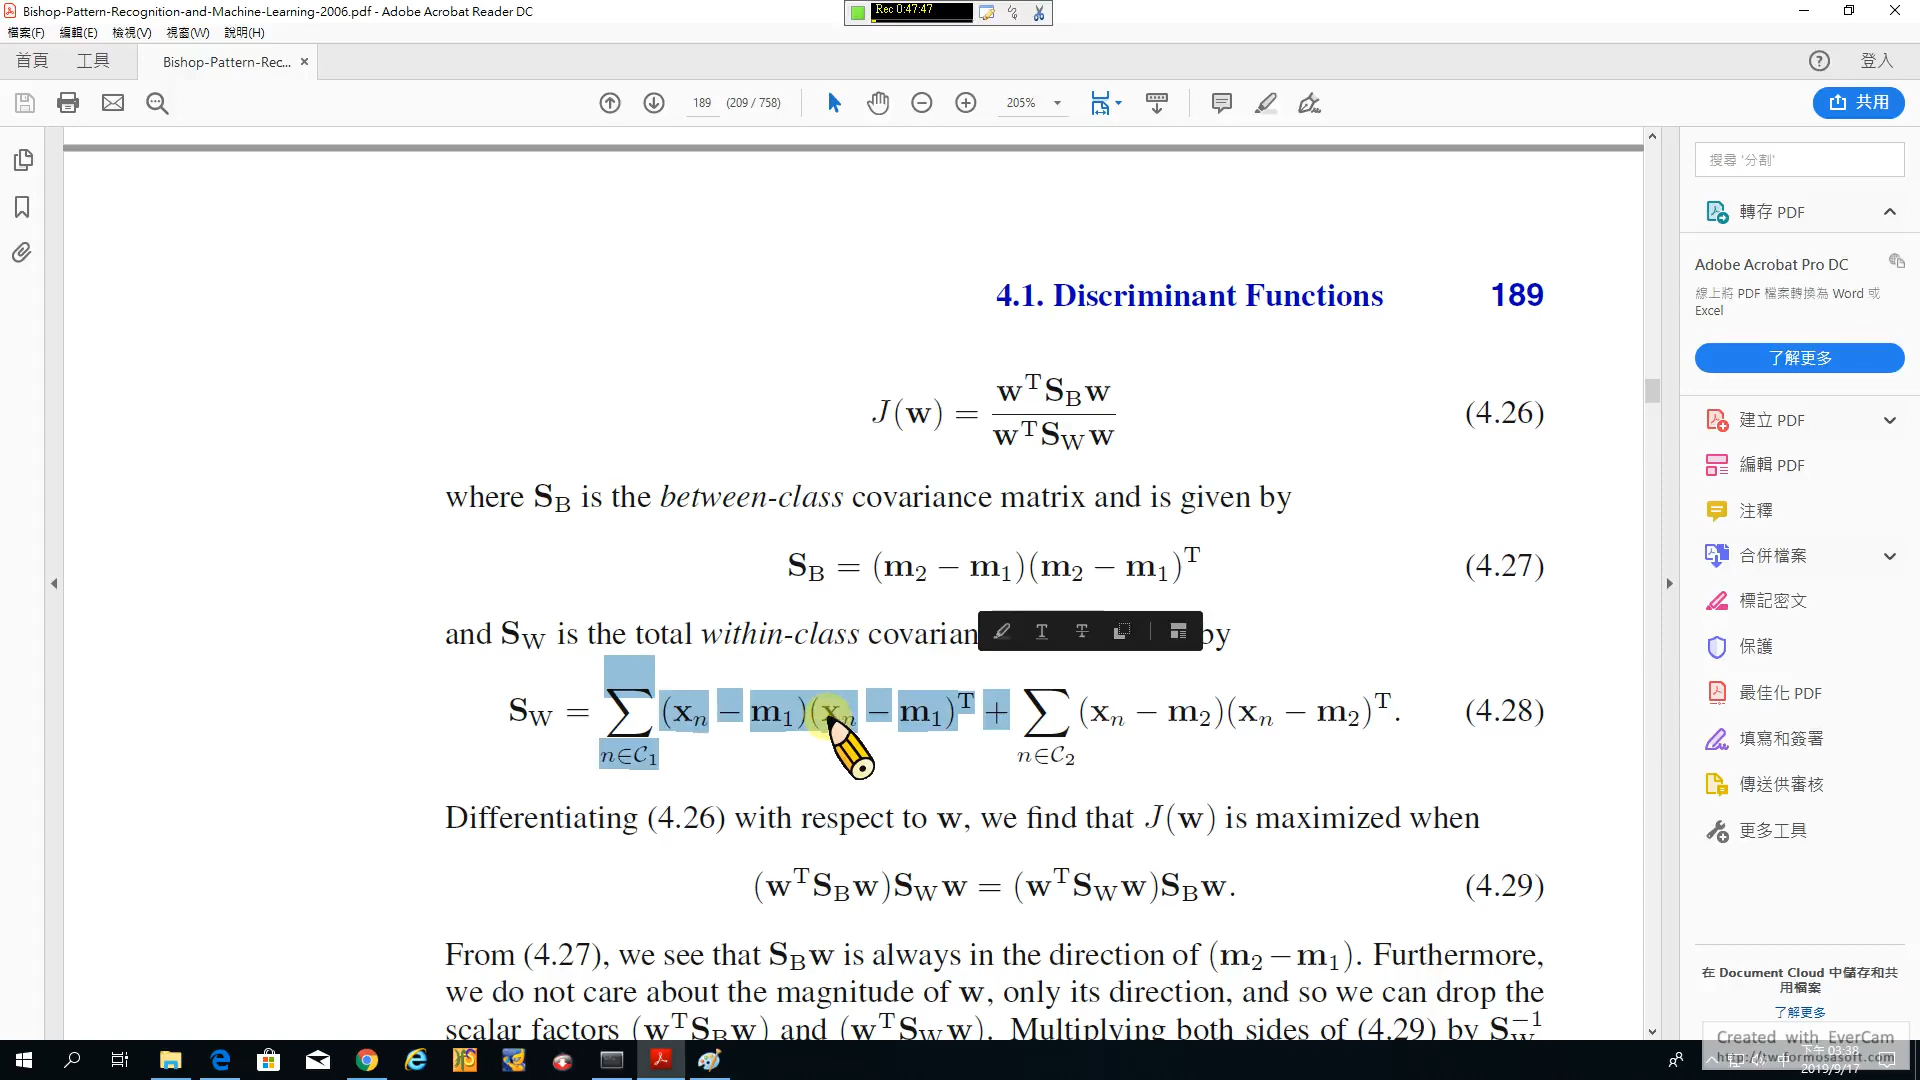 Bishop-Pattern-Recognition-and-Machine-Learning-2006.pdf - Adobe Acrobat Reader DC
Rec 0:47:47
檔案(F) 編輯(E) 檢視(V) 視窗(W) 說明(H)
首頁 工具 Bishop-Pattern-Rec... × 登入
189 (209 / 758) 205% 共用
搜尋 '分割'
轉存 PDF
Adobe Acrobat Pro DC
線上將 PDF 檔案轉換為 Word 或
Excel
了解更多
建立 PDF
編輯 PDF
注釋
合併檔案
標記密文
保護
最佳化 PDF
填寫和簽署
傳送供審核
更多工具
在 Document Cloud 中儲存和共
用檔案
了解更多
4.1. Discriminant Functions 189
J(w) = w^T S_B w / w^T S_W w (4.26)
where S_B is the between-class covariance matrix and is given by
S_B = (m_2 − m_1)(m_2 − m_1)^T (4.27)
and S_W is the total within-class covarian by
S_W = ∑_{n∈C_1} (x_n − m_1)(x_n − m_1)^T + ∑_{n∈C_2} (x_n − m_2)(x_n − m_2)^T. (4.28)
Differentiating (4.26) with respect to w, we find that J(w) is maximized when
(w^T S_B w)S_W w = (w^T S_W w)S_B w. (4.29)
From (4.27), we see that S_B w is always in the direction of (m_2 − m_1). Furthermore,
we do not care about the magnitude of w, only its direction, and so we can drop the
scalar factors (w^T S_B w) and (w^T S_W w). Multiplying both sides of (4.29) by S_W^{−1}
Created with EverCam
http://tw.formosasoft.com
下午 03:38
2019/9/17